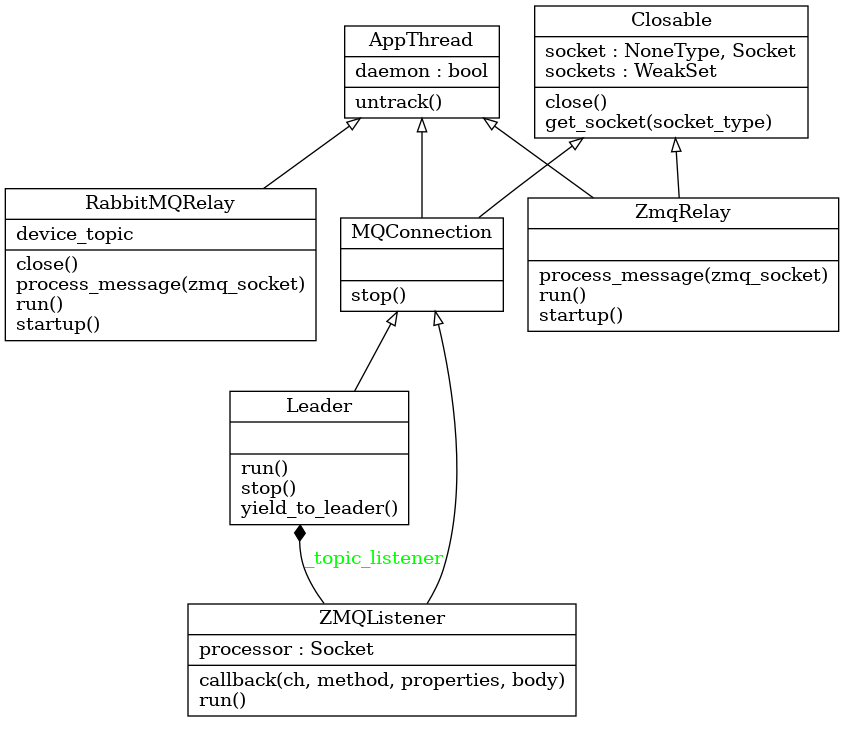 AppThread
daemon : bool
untrack()
Closable
socket : NoneType, Socket
sockets : WeakSet
close()
get_socket(socket_type)
RabbitMQRelay
device_topic
close()
process_message(zmq_socket)
run()
startup()
MQConnection
stop()
ZmqRelay
process_message(zmq_socket)
run()
startup()
Leader
run()
stop()
yield_to_leader()
_topic_listener
ZMQListener
processor : Socket
callback(ch, method, properties, body)
run()